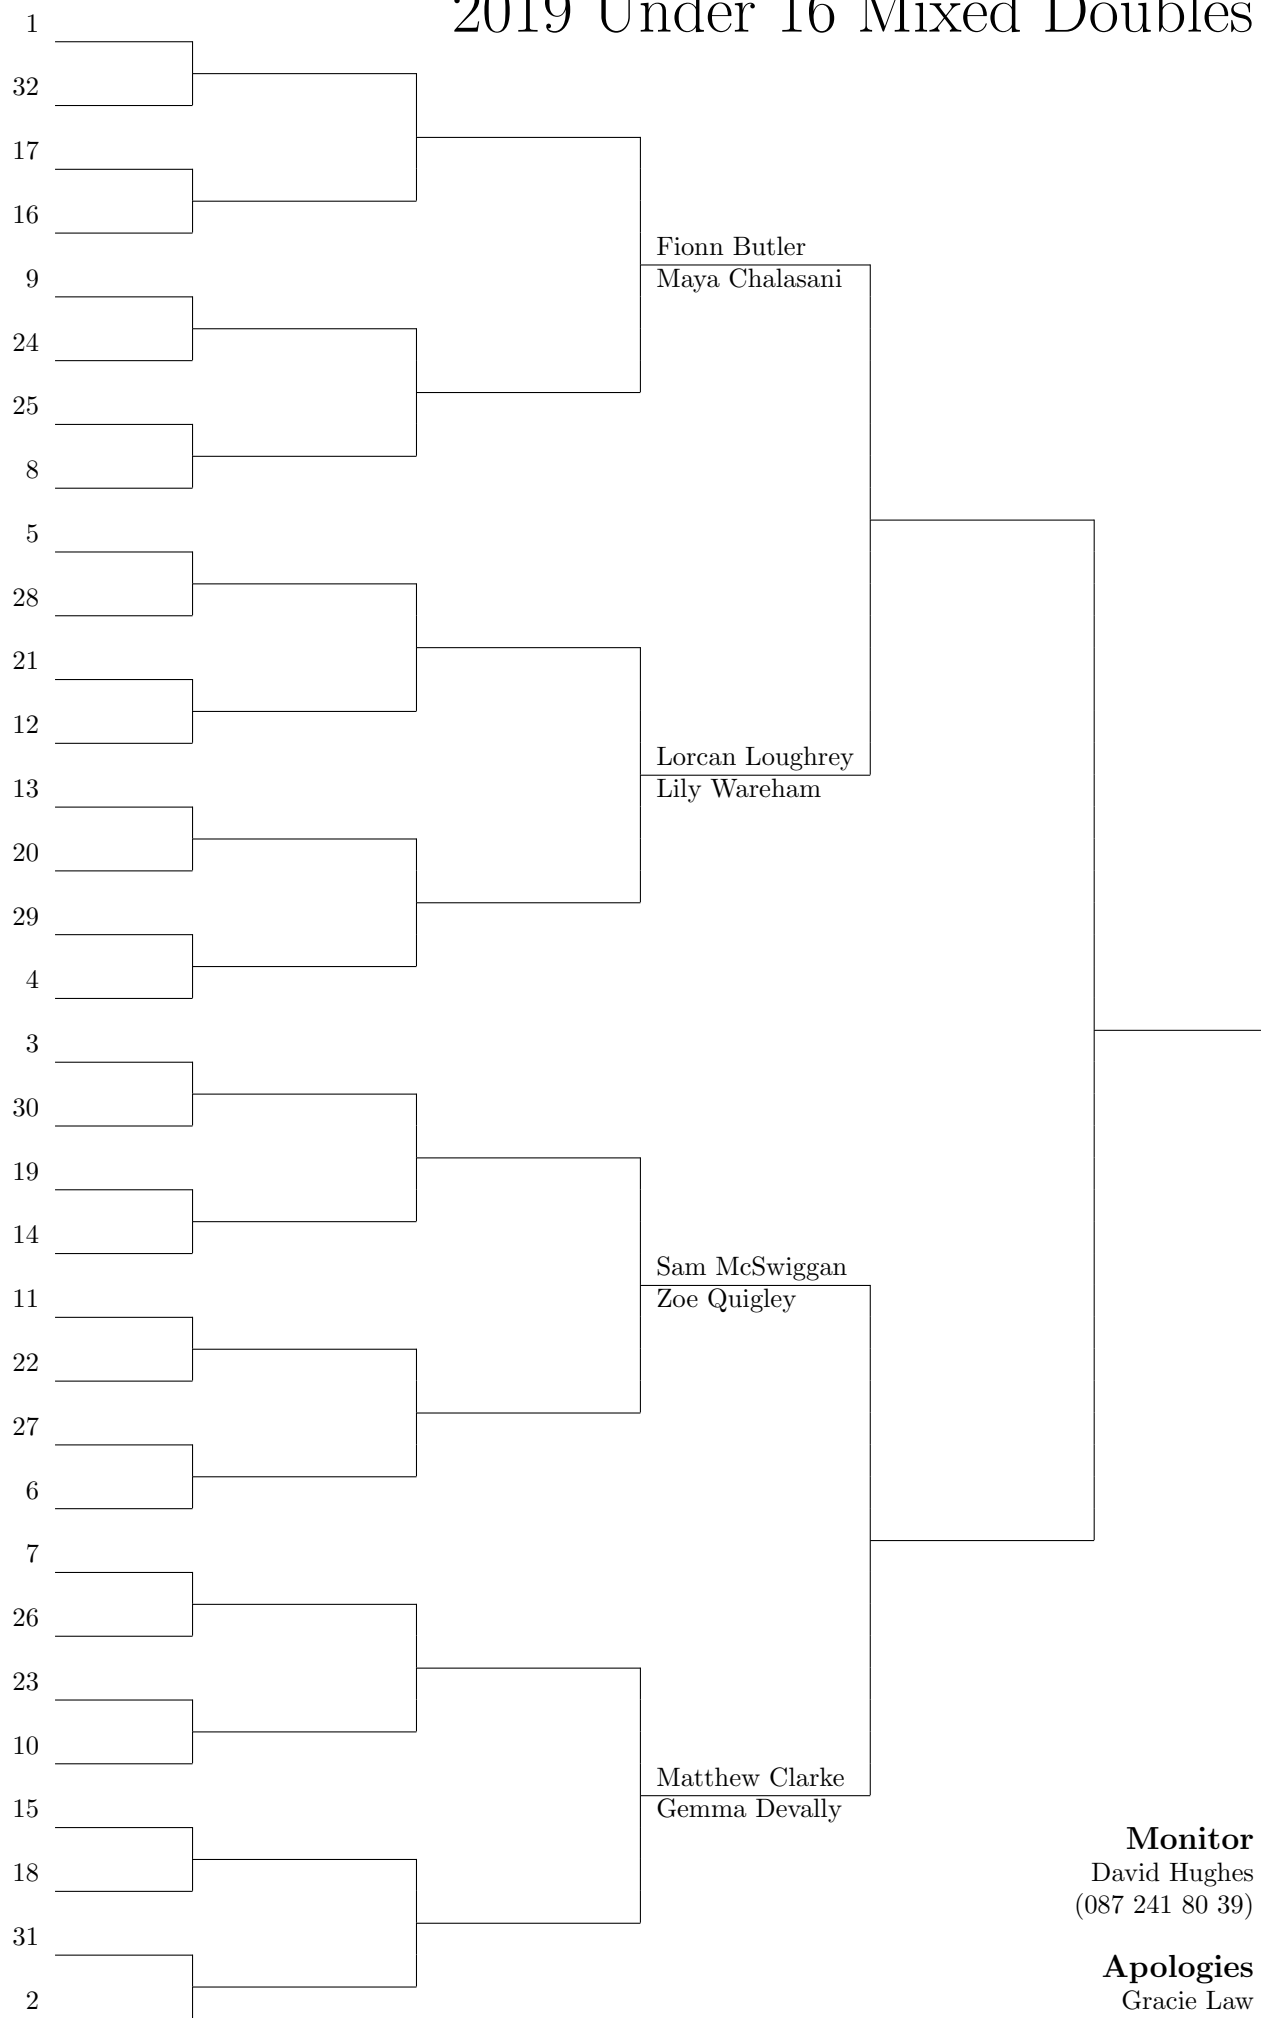 2019 Under 16 Mixed Doubles
1
32
17
16
Fionn Butler
Maya Chalasani
9
24
25
8
5
28
21
12
Lorcan Loughrey
Lily Wareham
13
20
29
4
3
30
19
14
Sam McSwiggan
Zoe Quigley
11
22
27
6
7
26
23
10
Matthew Clarke
Gemma Devally
15
18
31
2
Monitor
David Hughes
(087 241 80 39)
Apologies
Gracie Law